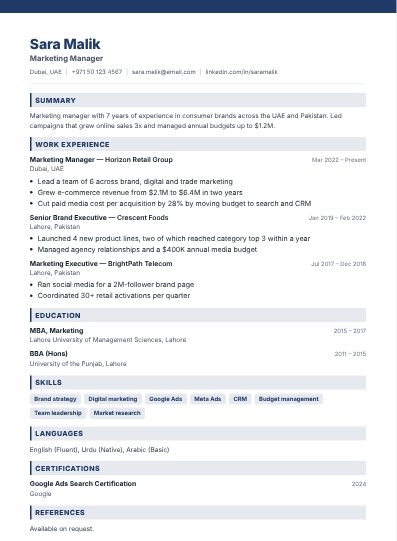 Sara Malik
Marketing Manager
Dubai, UAE | +971 50 123 4567 | sara.malik@email.com | linkedin.com/in/saramalik
SUMMARY
Marketing manager with 7 years of experience in consumer brands across the UAE and Pakistan. Led
campaigns that grew online sales 3x and managed annual budgets up to $1.2M.
WORK EXPERIENCE
Marketing Manager — Horizon Retail Group Mar 2022 – Present
Dubai, UAE
• Lead a team of 6 across brand, digital and trade marketing
• Grew e-commerce revenue from $2.1M to $6.4M in two years
• Cut paid media cost per acquisition by 28% by moving budget to search and CRM
Senior Brand Executive — Crescent Foods Jan 2019 – Feb 2022
Lahore, Pakistan
• Launched 4 new product lines, two of which reached category top 3 within a year
• Managed agency relationships and a $400K annual media budget
Marketing Executive — BrightPath Telecom Jul 2017 – Dec 2018
Lahore, Pakistan
• Ran social media for a 2M-follower brand page
• Coordinated 30+ retail activations per quarter
EDUCATION
MBA, Marketing 2015 – 2017
Lahore University of Management Sciences, Lahore
BBA (Hons) 2011 – 2015
University of the Punjab, Lahore
SKILLS
Brand strategy Digital marketing Google Ads Meta Ads CRM Budget management
Team leadership Market research
LANGUAGES
English (Fluent), Urdu (Native), Arabic (Basic)
CERTIFICATIONS
Google Ads Search Certification 2024
Google
REFERENCES
Available on request.